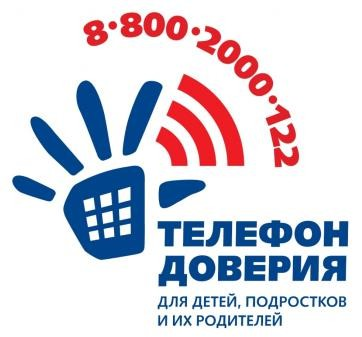 8·800·2000·122
ТЕЛЕФОН
ДОВЕРИЯ
ДЛЯ ДЕТЕЙ, ПОДРОСТКОВ
И ИХ РОДИТЕЛЕЙ